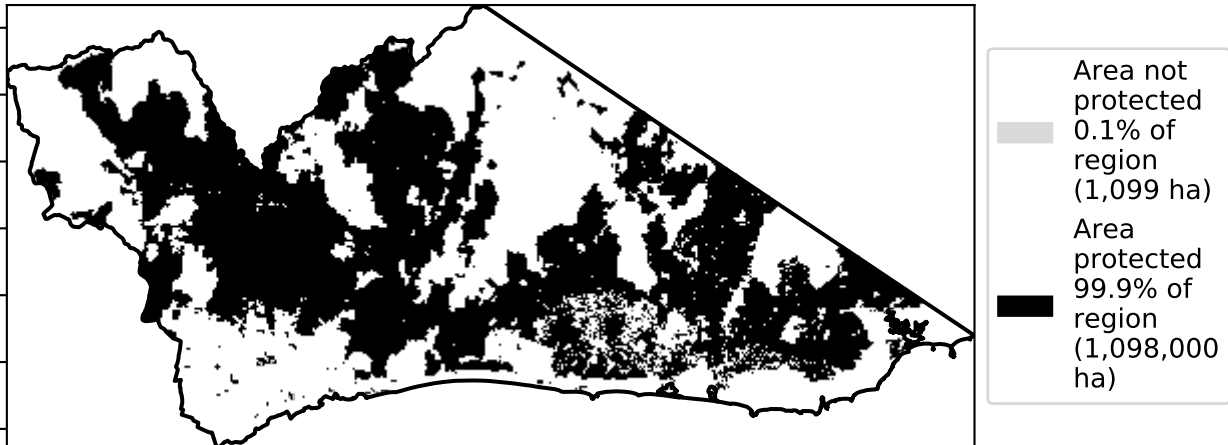 Area not
protected
0.1% of
region
(1,099 ha)
Area
protected
99.9% of
region
(1,098,000
ha)